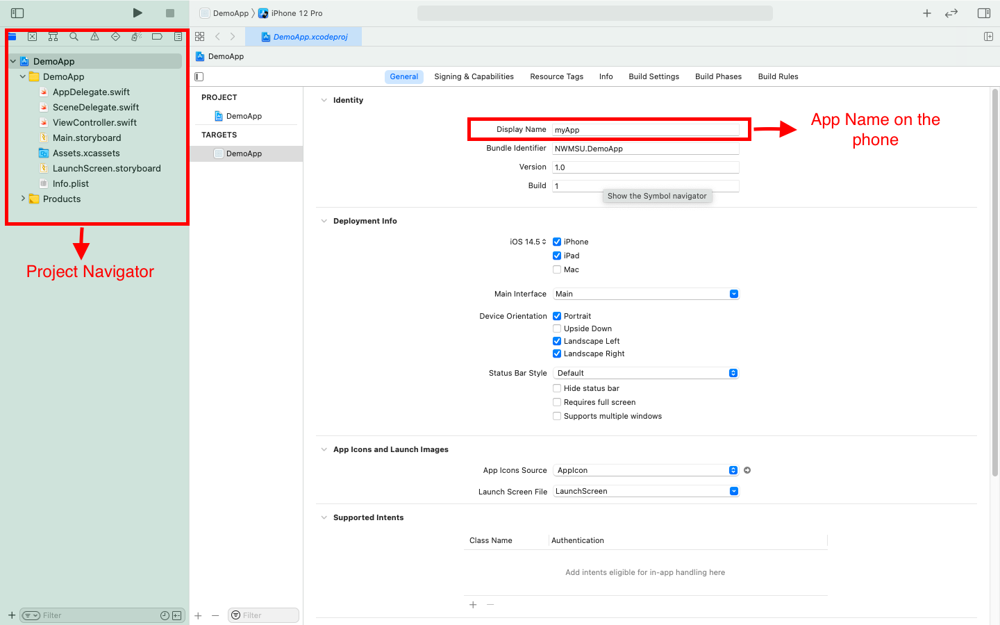 DemoApp
iPhone 12 Pro
DemoApp.xcodeproj
DemoApp
General
Signing & Capabilities
Resource Tags
Info
Build Settings
Build Phases
Build Rules
DemoApp
DemoApp
AppDelegate.swift
SceneDelegate.swift
ViewController.swift
Main.storyboard
Assets.xcassets
LaunchScreen.storyboard
Info.plist
Products
Project Navigator
Filter
PROJECT
DemoApp
TARGETS
DemoApp
Filter
Identity
Display Name myApp
App Name on the
phone
Bundle Identifier NWMSU.DemoApp
Version 1.0
Build 1
Show the Symbol navigator
Deployment Info
iOS 14.5 iPhone
iPad
Mac
Main Interface Main
Device Orientation Portrait
Upside Down
Landscape Left
Landscape Right
Status Bar Style Default
Hide status bar
Requires full screen
Supports multiple windows
App Icons and Launch Images
App Icons Source AppIcon
Launch Screen File LaunchScreen
Supported Intents
Class Name Authentication
Add intents eligible for in-app handling here